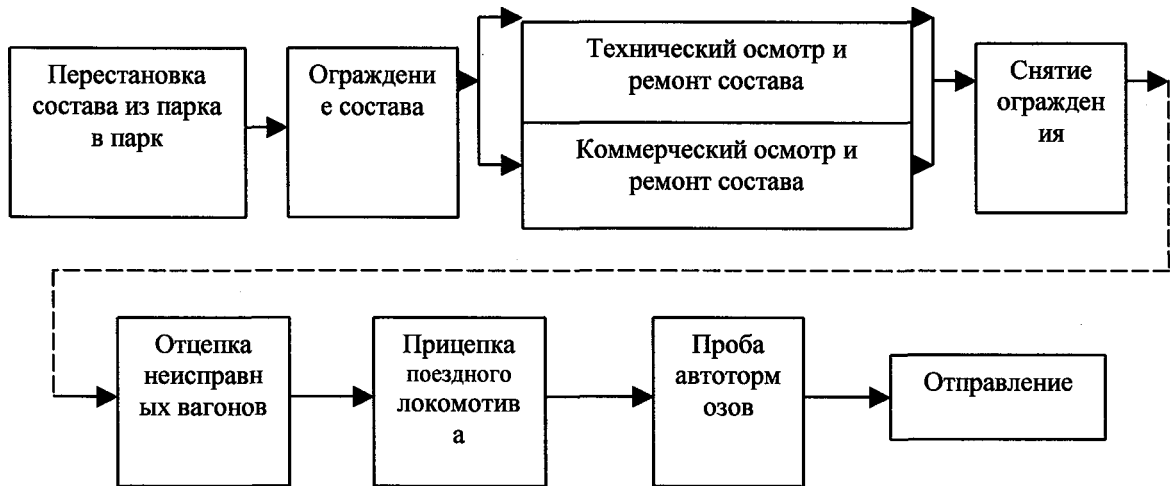 Перестановка
состава из парка
в парк
Ограждени
е состава
Технический осмотр и
ремонт состава
Коммерческий осмотр и
ремонт состава
Снятие
огражден
ия
Отцепка
неисправн
ых вагонов
Прицепка
поездного
локомотив
а
Проба
автоторм
озов
Отправление